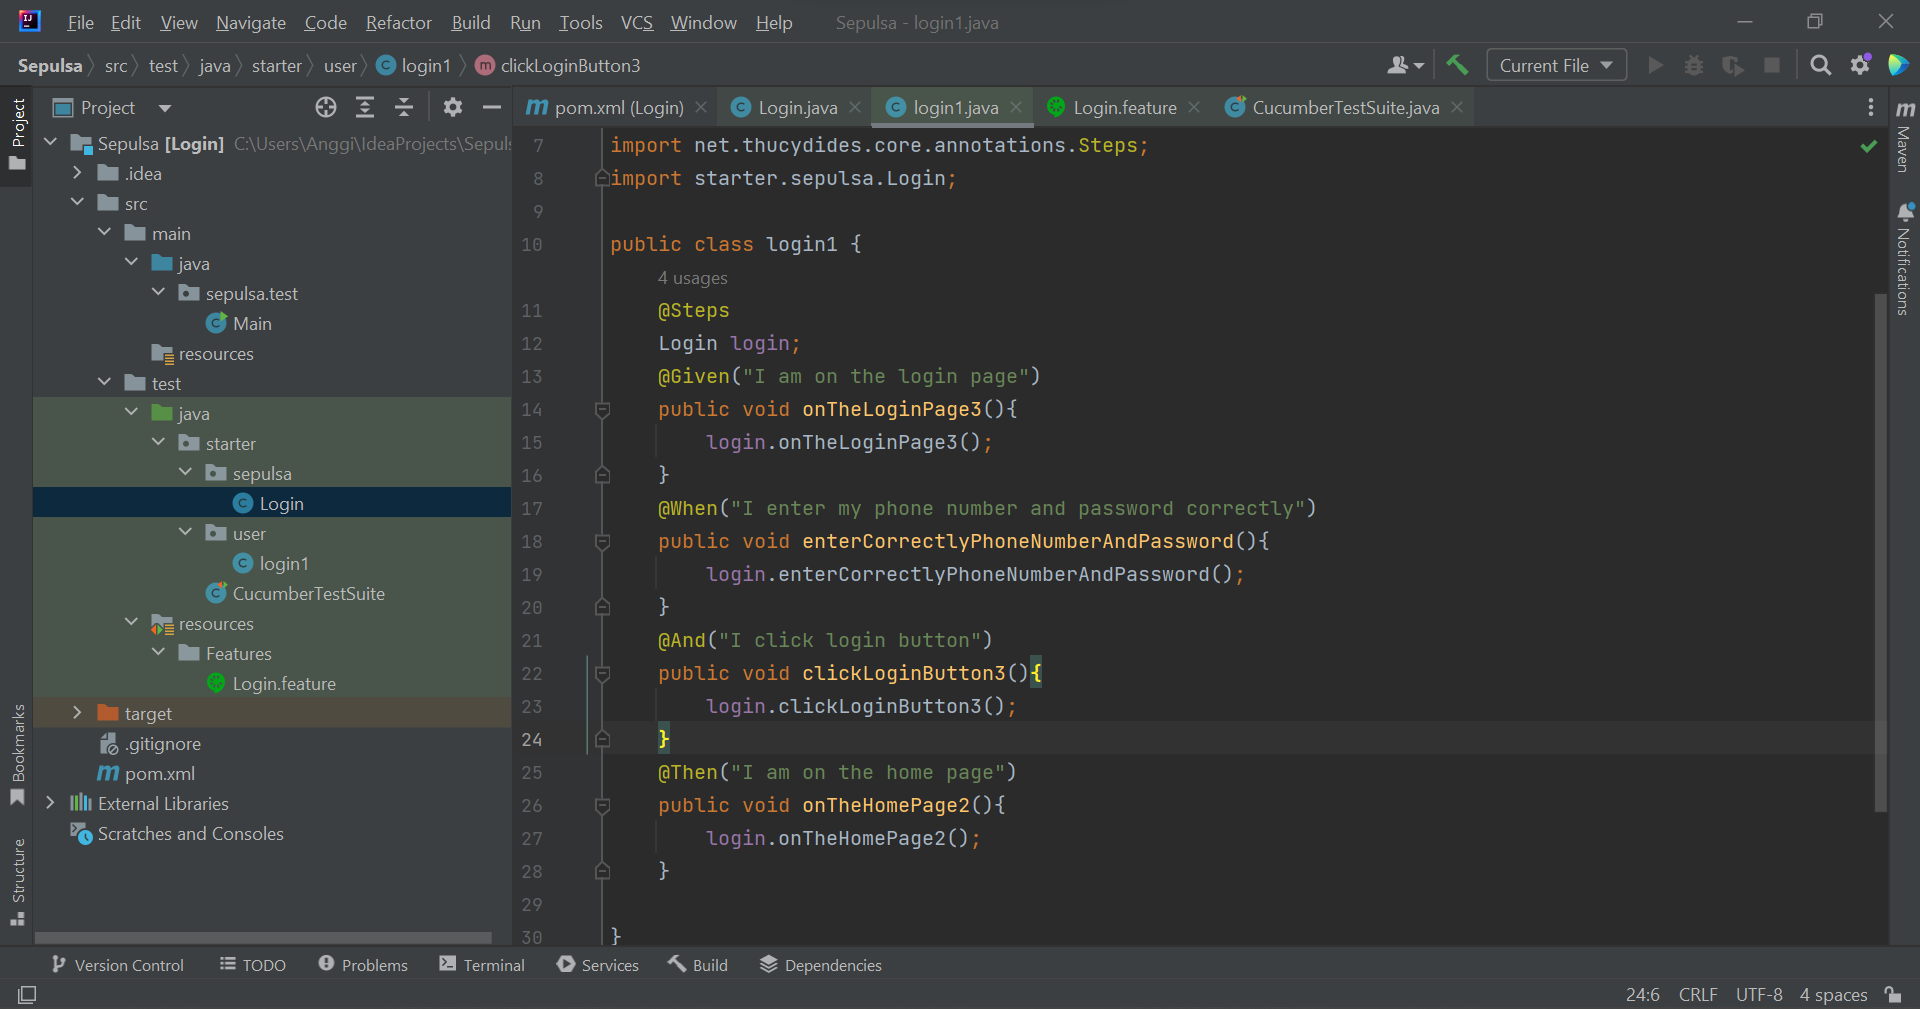 File Edit View Navigate Code Refactor Build Run Tools VCS Window Help Sepulsa - login1.java
Sepulsa src test java starter user login1 clickLoginButton3 Current File
Project
pom.xml (Login) Login.java login1.java Login.feature CucumberTestSuite.java
Project
Bookmarks
Structure
Sepulsa [Login] C:\Users\Anggi\IdeaProjects\Sepuls
.idea
src
main
java
sepulsa.test
Main
resources
test
java
starter
sepulsa
Login
user
login1
CucumberTestSuite
resources
Features
Login.feature
target
.gitignore
pom.xml
External Libraries
Scratches and Consoles
7 import net.thucydides.core.annotations.Steps;
8 import starter.sepulsa.Login;
9
10 public class login1 {
4 usages
11 @Steps
12 Login login;
13 @Given("I am on the login page")
14 public void onTheLoginPage3(){
15 login.onTheLoginPage3();
16 }
17 @When("I enter my phone number and password correctly")
18 public void enterCorrectlyPhoneNumberAndPassword(){
19 login.enterCorrectlyPhoneNumberAndPassword();
20 }
21 @And("I click login button")
22 public void clickLoginButton3(){
23 login.clickLoginButton3();
24 }
25 @Then("I am on the home page")
26 public void onTheHomePage2(){
27 login.onTheHomePage2();
28 }
29
30 }
Maven
Notifications
Version Control TODO Problems Terminal Services Build Dependencies
24:6 CRLF UTF-8 4 spaces